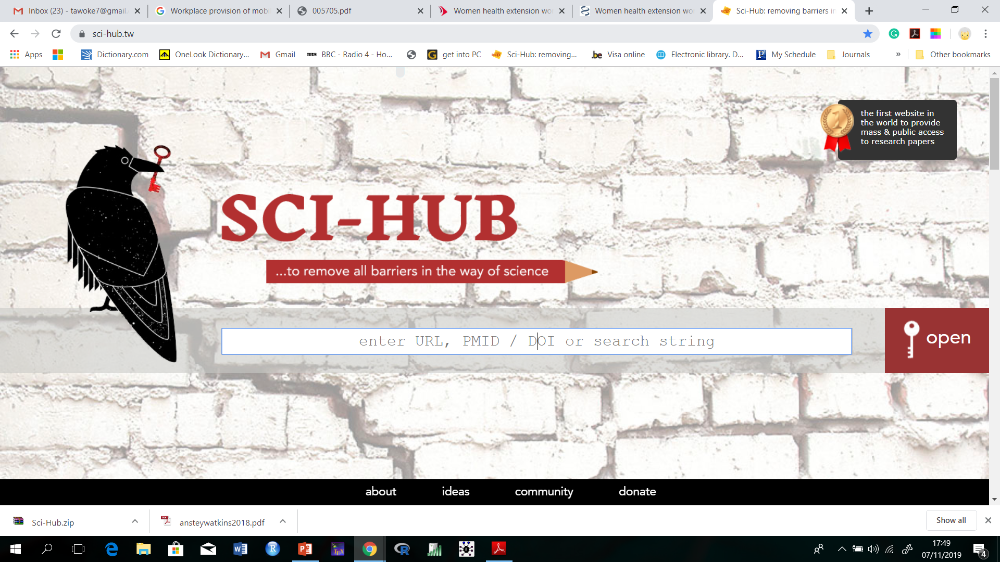 Inbox (23) - tawoke7@gmail.
Workplace provision of mobi
005705.pdf
Women health extension wo
Women health extension wo
Sci-Hub: removing barriers in
sci-hub.tw
Apps
Dictionary.com
OneLook Dictionary...
Gmail
BBC - Radio 4 - Ho...
get into PC
Sci-Hub: removing...
.be
Visa online
Electronic library. D...
My Schedule
Journals
»
Other bookmarks
the first website in
the world to provide
mass & public access
to research papers
1
SCI-HUB
...to remove all barriers in the way of science
enter URL, PMID / DOI or search string
open
about
ideas
community
donate
Sci-Hub.zip
ansteywatkins2018.pdf
Show all
17:49
07/11/2019
4